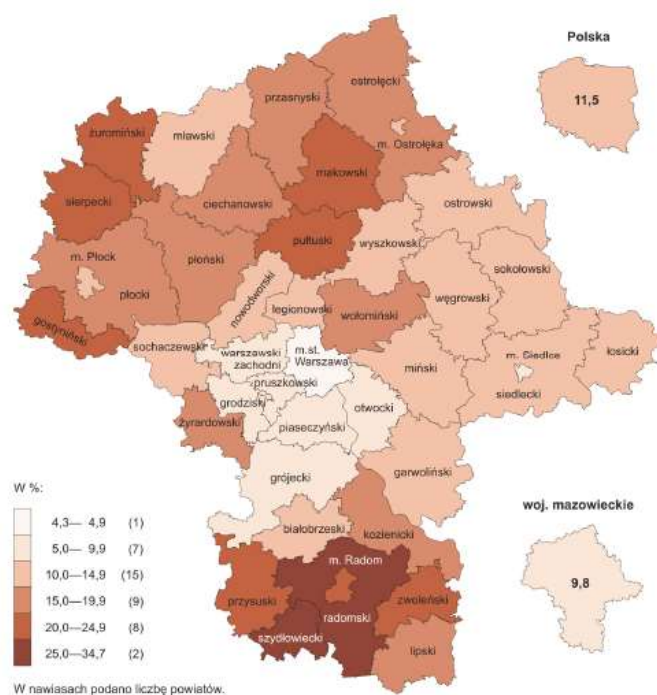 Polska
11,5
ostrołęcki
przasnyski
żuromiński
mławski
m. Ostrołęka
makowski
sierpecki
ciechanowski
ostrowski
pułtuski
wyszkowski
m. Płock
płoński
sokołowski
płocki
nowodworski
węgrowski
legionowski
wołomiński
gostyniński
sochaczewski
warszawski
zachodni
m.st.
Warszawa
m. Siedlce
łosicki
miński
pruszkowski
siedlecki
grodziski
otwocki
żyrardowski
piaseczyński
grójecki
garwoliński
W %:
woj. mazowieckie
4,3— 4,9 (1)
5,0— 9,9 (7)
10,0—14,9 (15)
15,0—19,9 (9)
20,0—24,9 (8)
25,0—34,7 (2)
białobrzeski
kozienicki
m. Radom
9,8
przysuski
zwoleński
radomski
szydłowiecki
lipski
W nawiasach podano liczbę powiatów.